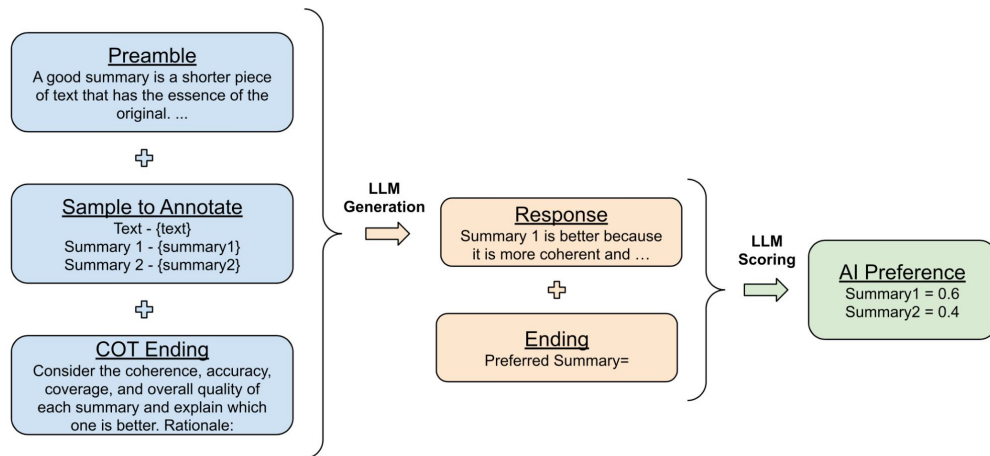 Preamble
A good summary is a shorter piece
of text that has the essence of the
original. ...
Sample to Annotate
Text - {text}
Summary 1 - {summary1}
Summary 2 - {summary2}
COT Ending
Consider the coherence, accuracy,
coverage, and overall quality of
each summary and explain which
one is better. Rationale:
LLM
Generation
Response
Summary 1 is better because
it is more coherent and ...
Ending
Preferred Summary=
LLM
Scoring
AI Preference
Summary1 = 0.6
Summary2 = 0.4